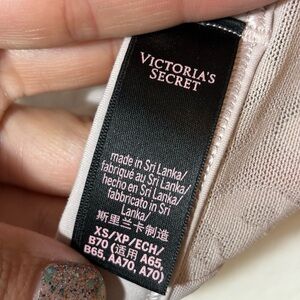 VICTORIA'S
SECRET
made in Sri Lanka/
fabriqué au Sri Lanka/
hecho en Sri Lanka/
fabbricato in Sri
Lanka/
斯里兰卡制造
XS/XP/ECH/
B70 (适用 A65,
B65, AA70, A70)